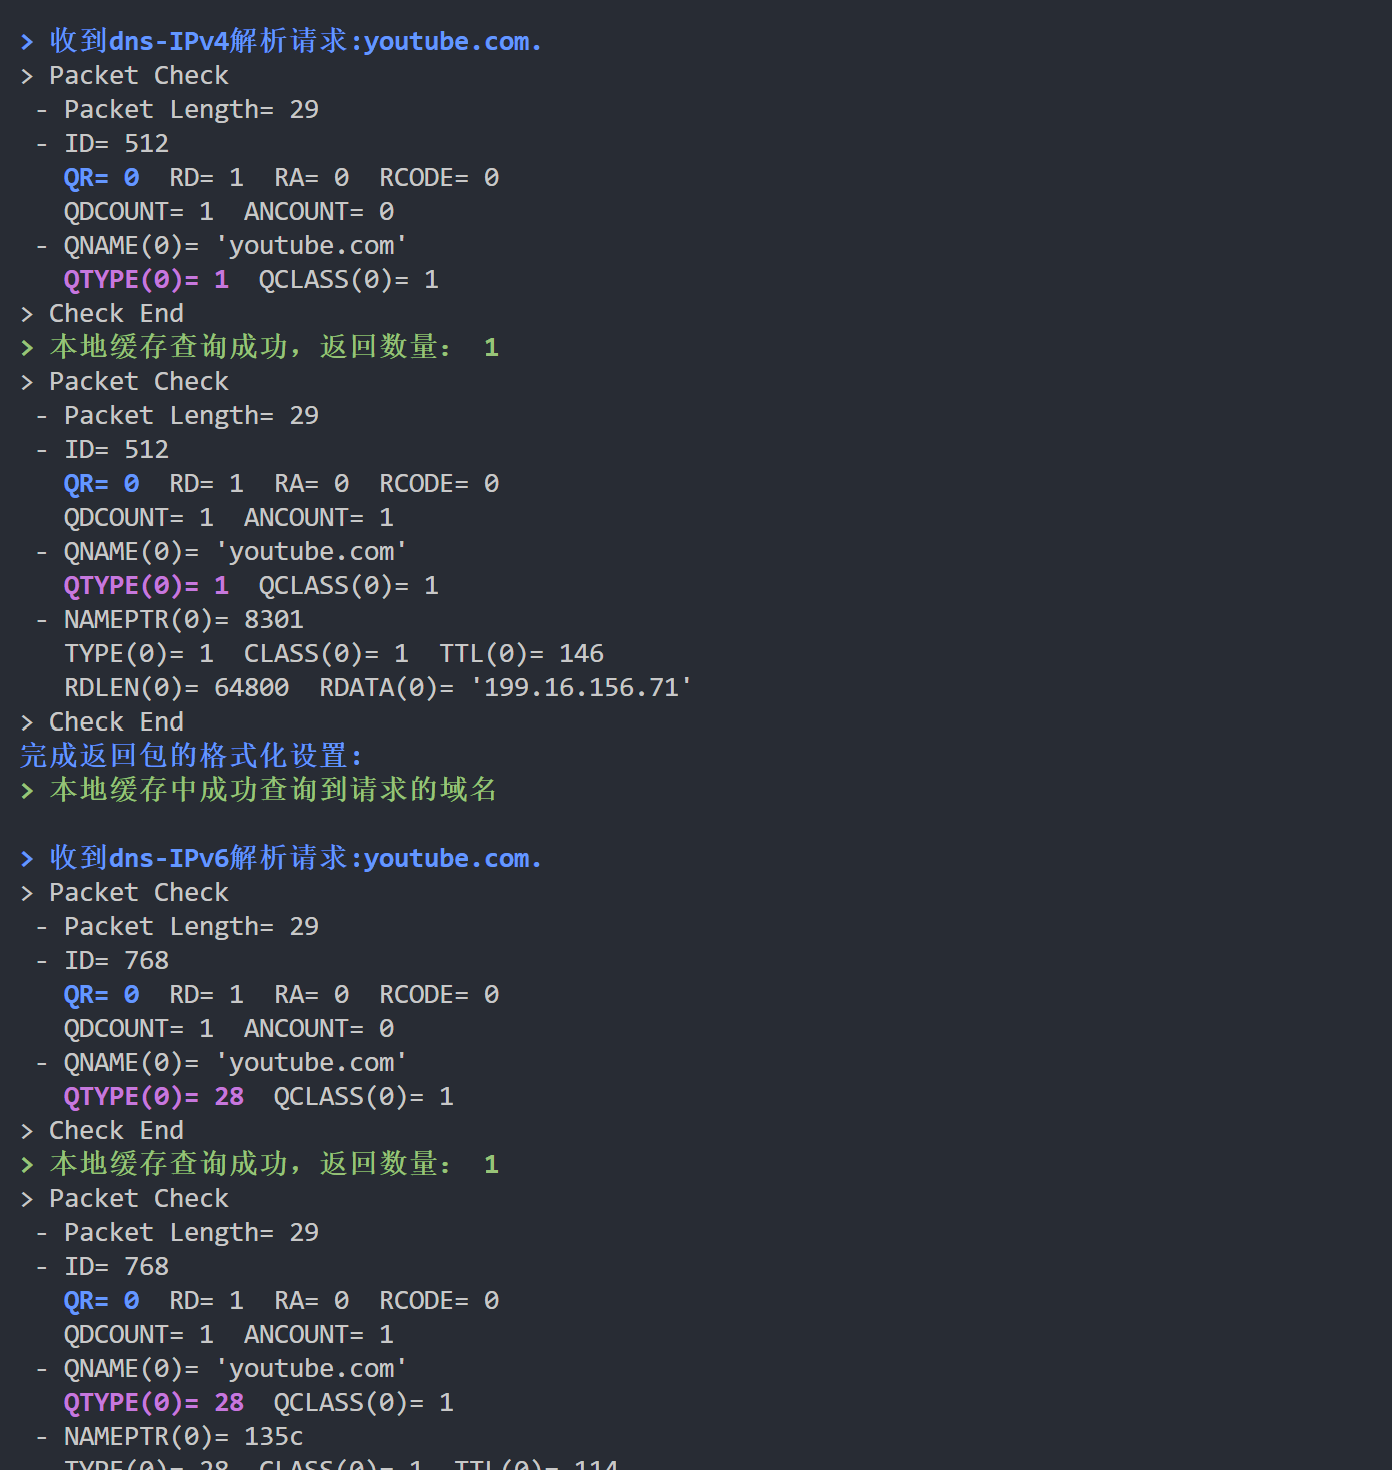 > 收到dns-IPv4解析请求:youtube.com.
> Packet Check
 - Packet Length= 29
 - ID= 512
   QR= 0  RD= 1  RA= 0  RCODE= 0
   QDCOUNT= 1  ANCOUNT= 0
 - QNAME(0)= 'youtube.com'
   QTYPE(0)= 1  QCLASS(0)= 1
> Check End
> 本地缓存查询成功，返回数量： 1
> Packet Check
 - Packet Length= 29
 - ID= 512
   QR= 0  RD= 1  RA= 0  RCODE= 0
   QDCOUNT= 1  ANCOUNT= 1
 - QNAME(0)= 'youtube.com'
   QTYPE(0)= 1  QCLASS(0)= 1
 - NAMEPTR(0)= 8301
   TYPE(0)= 1  CLASS(0)= 1  TTL(0)= 146
   RDLEN(0)= 64800  RDATA(0)= '199.16.156.71'
> Check End
完成返回包的格式化设置:
> 本地缓存中成功查询到请求的域名
> 收到dns-IPv6解析请求:youtube.com.
> Packet Check
 - Packet Length= 29
 - ID= 768
   QR= 0  RD= 1  RA= 0  RCODE= 0
   QDCOUNT= 1  ANCOUNT= 0
 - QNAME(0)= 'youtube.com'
   QTYPE(0)= 28  QCLASS(0)= 1
> Check End
> 本地缓存查询成功，返回数量： 1
> Packet Check
 - Packet Length= 29
 - ID= 768
   QR= 0  RD= 1  RA= 0  RCODE= 0
   QDCOUNT= 1  ANCOUNT= 1
 - QNAME(0)= 'youtube.com'
   QTYPE(0)= 28  QCLASS(0)= 1
 - NAMEPTR(0)= 135c
   TYPE(0)= 28  CLASS(0)= 1  TTL(0)= 114